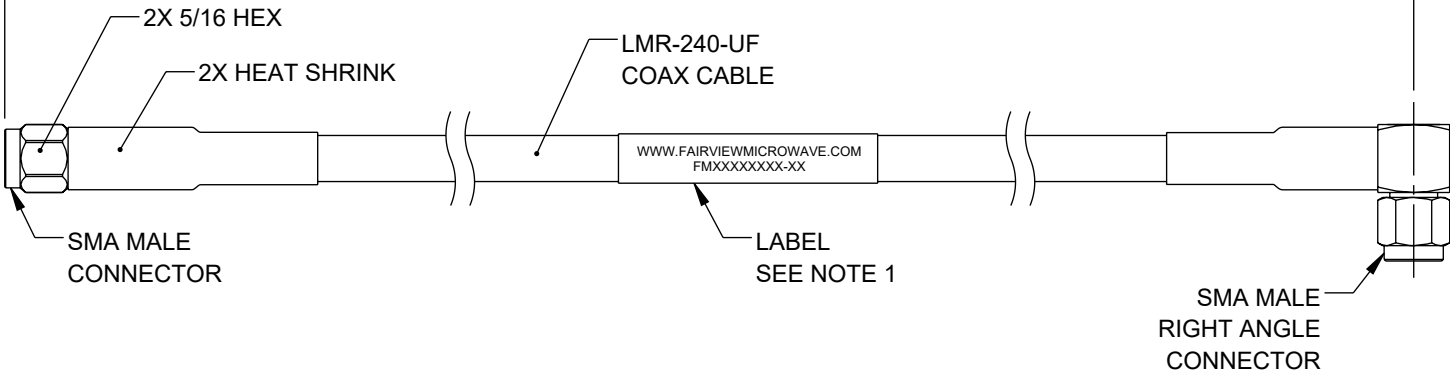 2X 5/16 HEX
2X HEAT SHRINK
LMR-240-UF
COAX CABLE
WWW.FAIRVIEWMICROWAVE.COM
FMXXXXXXXX-XX
SMA MALE
CONNECTOR
LABEL
SEE NOTE 1
SMA MALE
RIGHT ANGLE
CONNECTOR